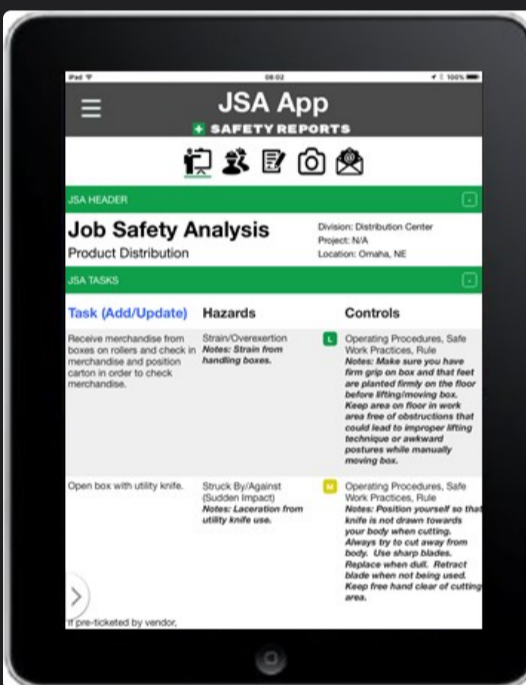 iPad
08:02
100%
JSA App
SAFETY REPORTS
JSA HEADER
Job Safety Analysis
Product Distribution
Division: Distribution Center
Project: N/A
Location: Omaha, NE
JSA TASKS
Task (Add/Update) Hazards Controls
Receive merchandise from
boxes on rollers and check in
merchandise and position
carton in order to check
merchandise.
Strain/Overexertion
Notes: Strain from
handling boxes.
L
Operating Procedures, Safe
Work Practices, Rule
Notes: Make sure you have
firm grip on box and that feet
are planted firmly on the floor
before lifting/moving box.
Keep area on floor in work
area free of obstructions that
could lead to improper lifting
technique or awkward
postures while manually
moving box.
Open box with utility knife.
Struck By/Against
(Sudden Impact)
Notes: Laceration from
utility knife use.
M
Operating Procedures, Safe
Work Practices, Rule
Notes: Position yourself so that
knife is not drawn towards
your body when cutting.
Always try to cut away from
body. Use sharp blades.
Replace when dull. Retract
blade when not being used.
Keep free hand clear of cutting
area.
If pre-ticketed by vendor,